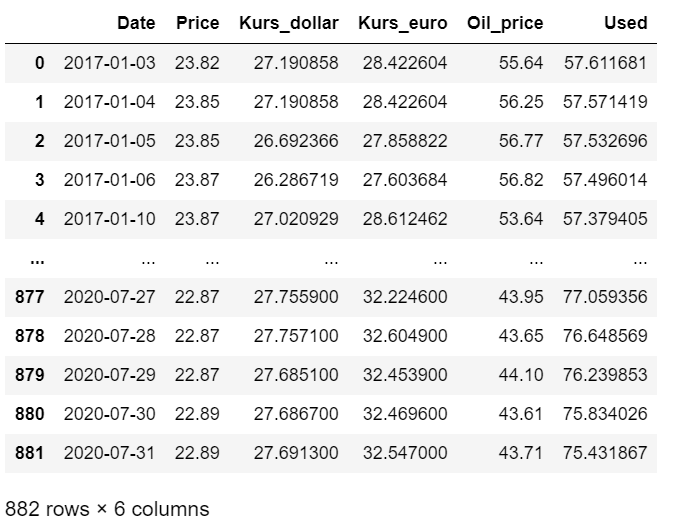 Date Price Kurs_dollar Kurs_euro Oil_price Used
0 2017-01-03 23.82 27.190858 28.422604 55.64 57.611681
1 2017-01-04 23.85 27.190858 28.422604 56.25 57.571419
2 2017-01-05 23.85 26.692366 27.858822 56.77 57.532696
3 2017-01-06 23.87 26.286719 27.603684 56.82 57.496014
4 2017-01-10 23.87 27.020929 28.612462 53.64 57.379405
... ... ... ... ... ... ...
877 2020-07-27 22.87 27.755900 32.224600 43.95 77.059356
878 2020-07-28 22.87 27.757100 32.604900 43.65 76.648569
879 2020-07-29 22.87 27.685100 32.453900 44.10 76.239853
880 2020-07-30 22.89 27.686700 32.469600 43.61 75.834026
881 2020-07-31 22.89 27.691300 32.547000 43.71 75.431867
882 rows × 6 columns